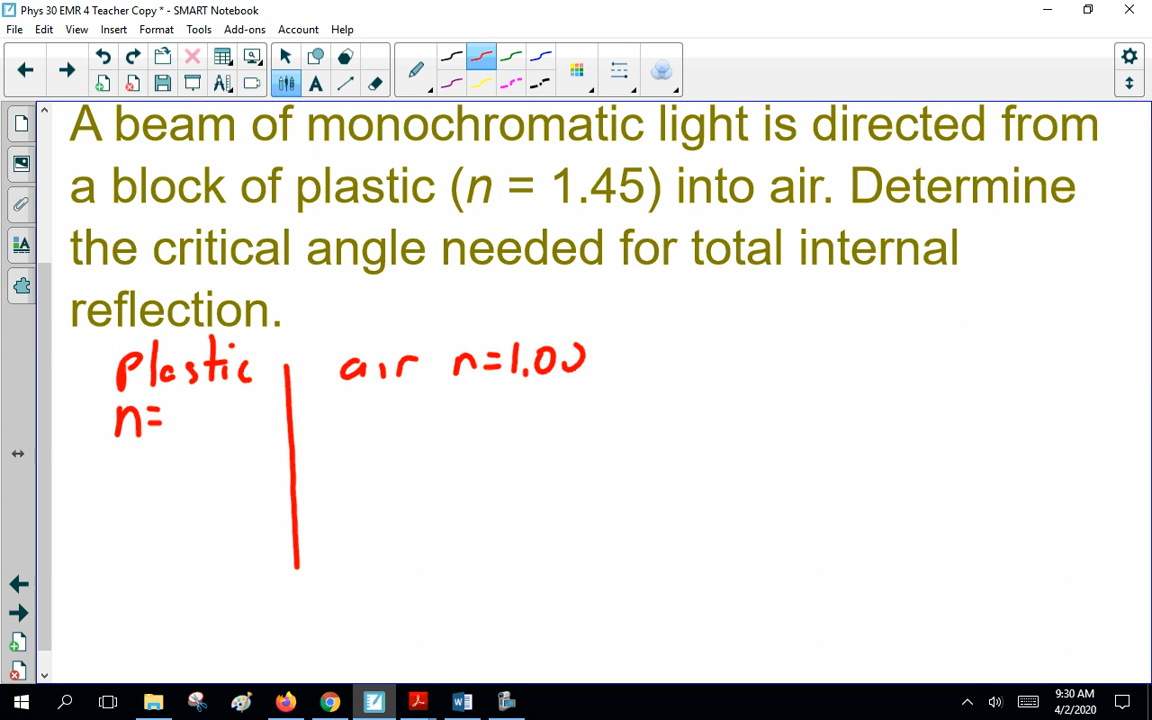 Phys 30 EMR 4 Teacher Copy * - SMART Notebook
File Edit View Insert Format Tools Add-ons Account Help
A beam of monochromatic light is directed from
a block of plastic (n = 1.45) into air. Determine
the critical angle needed for total internal
reflection.
plastic air n=1.00
n=
9:30 AM
4/2/2020